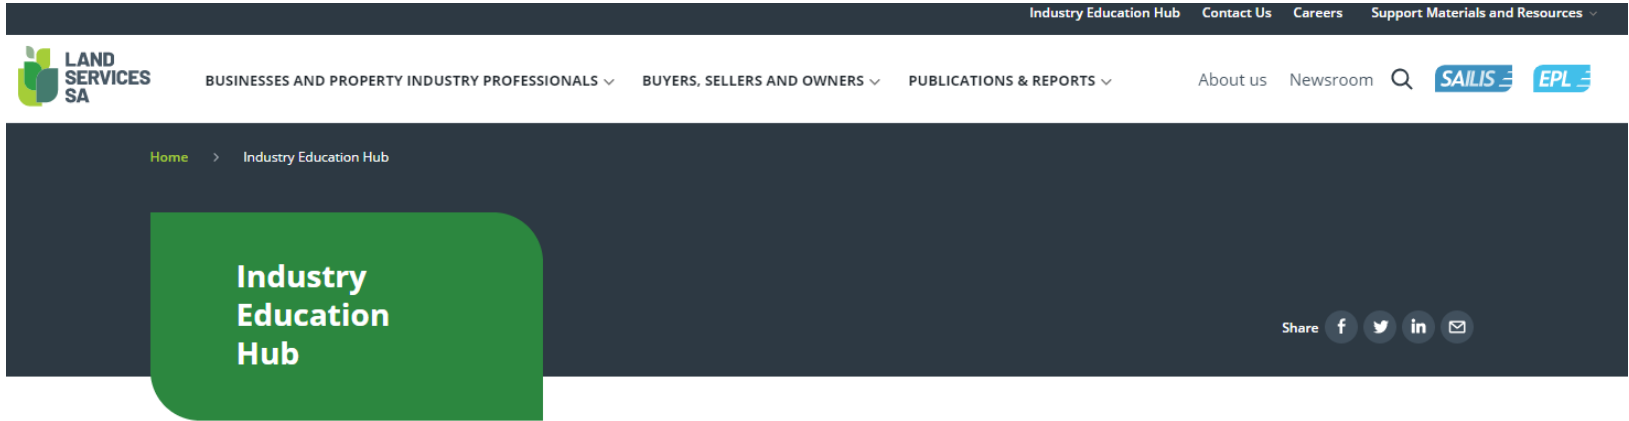 Industry Education Hub Contact Us Careers Support Materials and Resources
LAND
SERVICES
SA
BUSINESSES AND PROPERTY INDUSTRY PROFESSIONALS BUYERS, SELLERS AND OWNERS PUBLICATIONS & REPORTS About us Newsroom SAILIS EPL
Home > Industry Education Hub
Industry
Education
Hub
Share f in